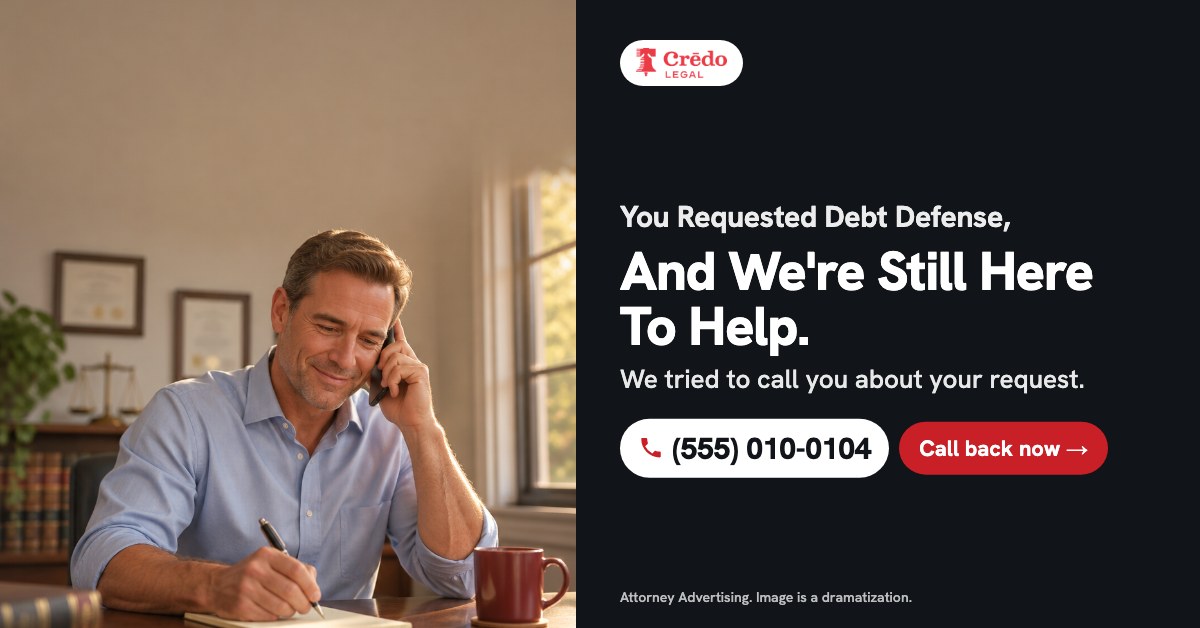 Crēdo
LEGAL
You Requested Debt Defense,
And We're Still Here
To Help.
We tried to call you about your request.
(555) 010-0104
Call back now →
Attorney Advertising. Image is a dramatization.